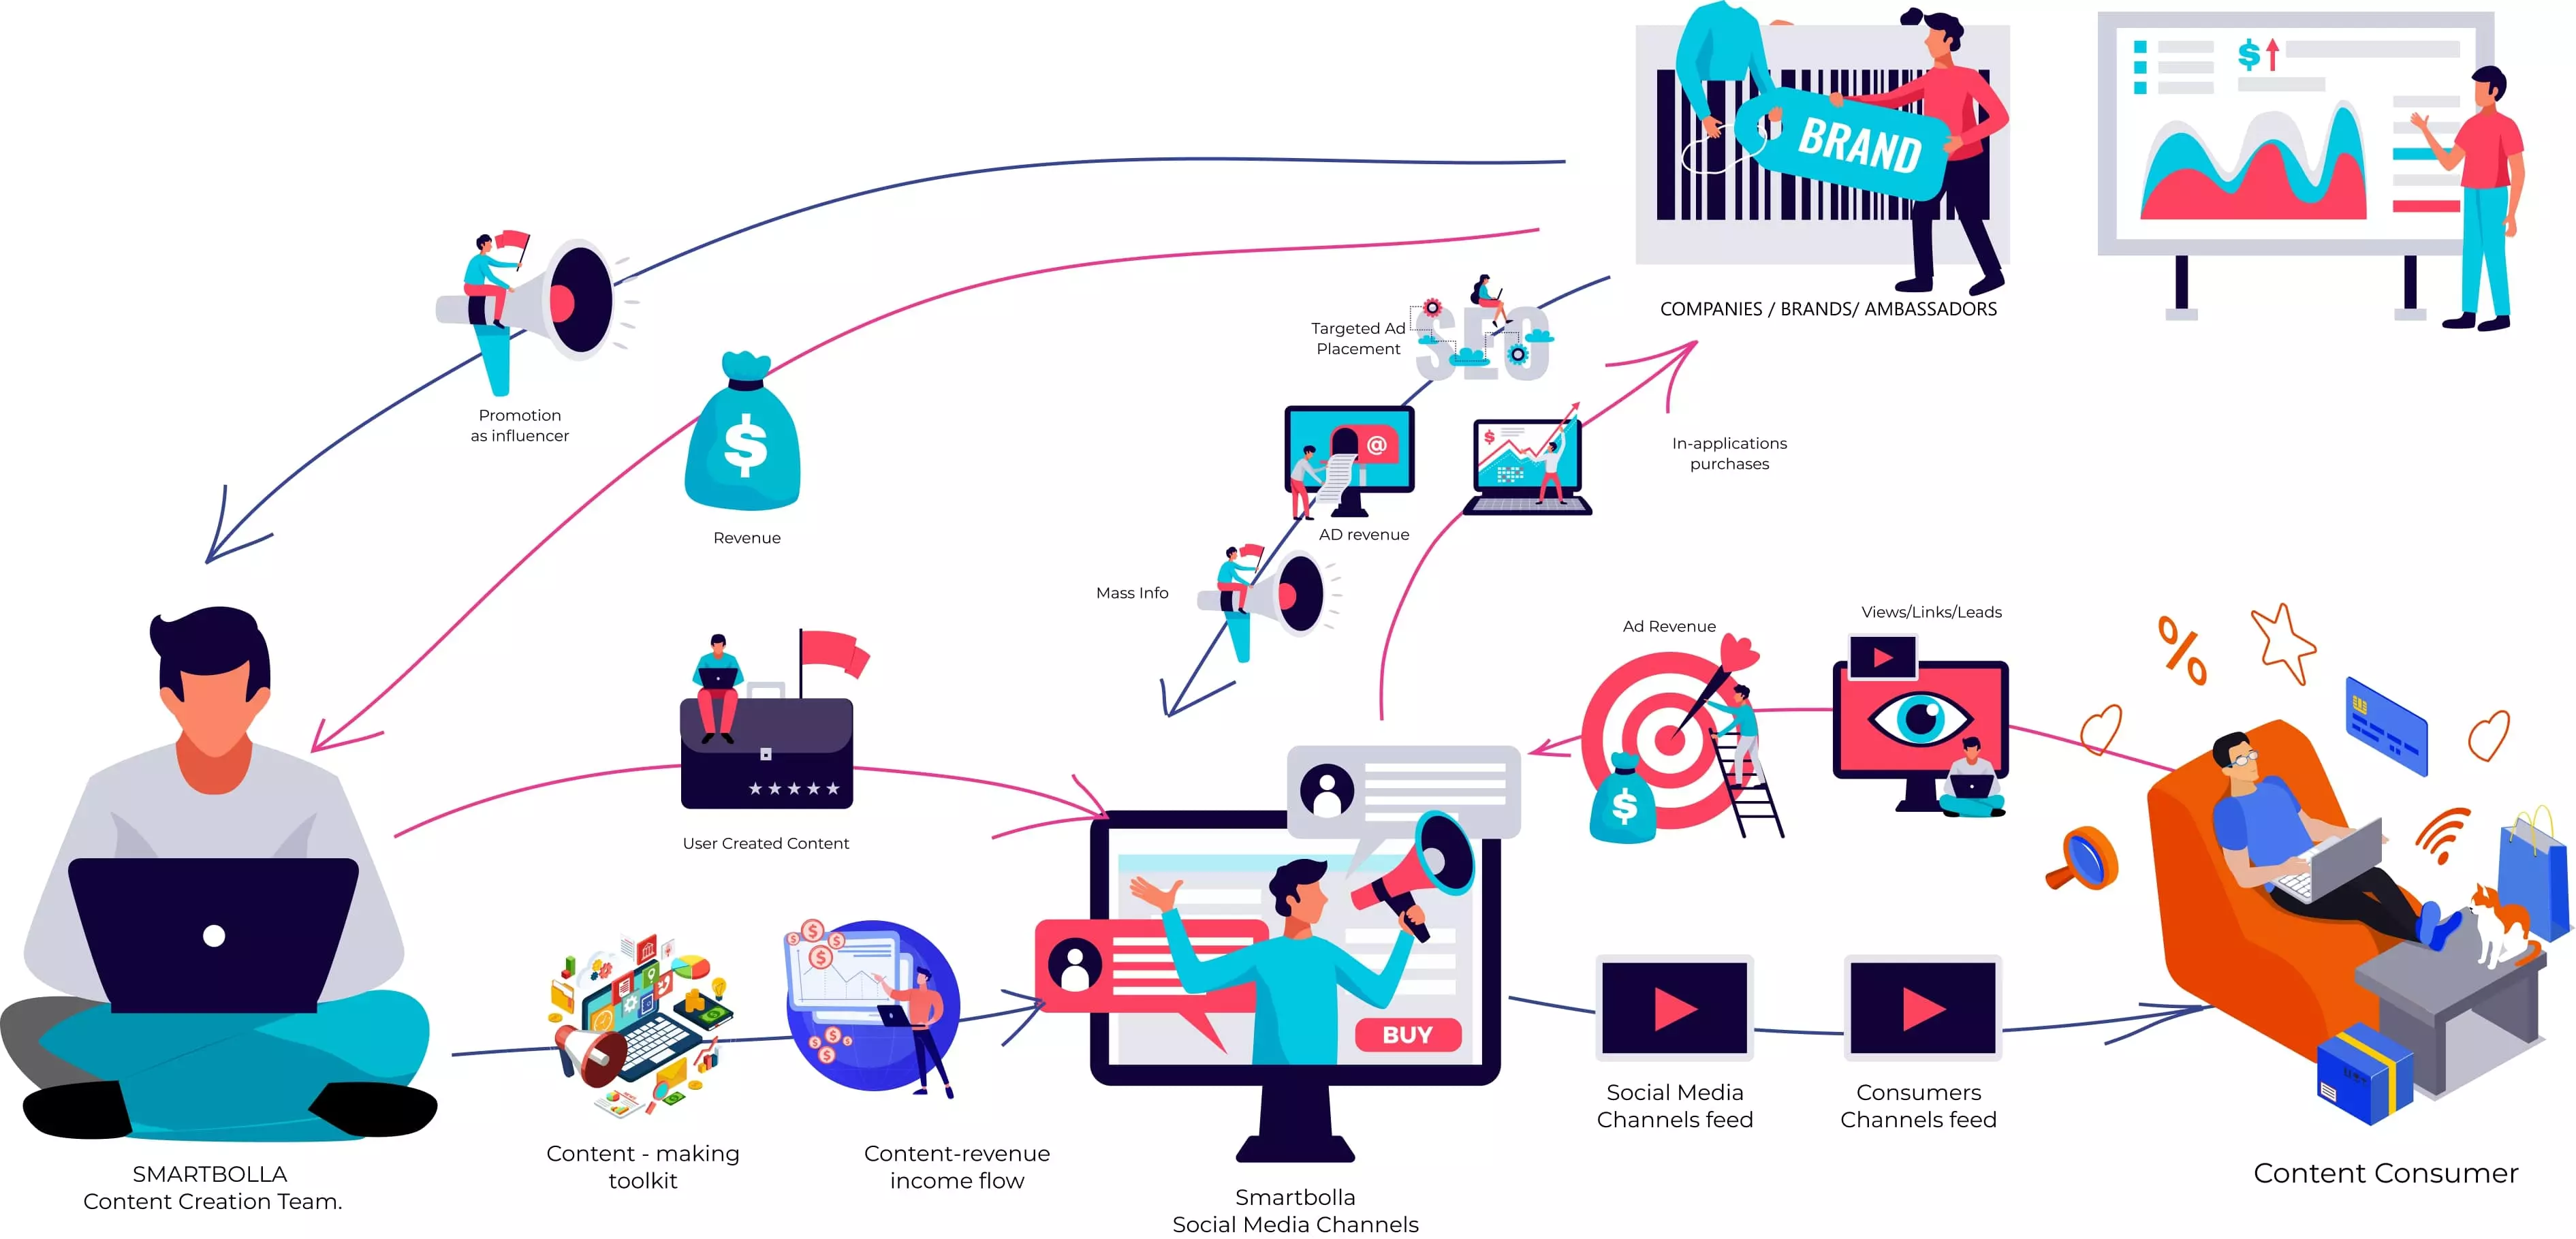 BRAND
COMPANIES / BRANDS/ AMBASSADORS
$
SEO
Targeted Ad
Placement
Promotion
as influencer
$
Revenue
@
AD revenue
$
In-applications
purchases
Mass Info
Ad Revenue
$
Views/Links/Leads
%
User Created Content
BUY
Content - making
toolkit
Content-revenue
income flow
Social Media
Channels feed
Consumers
Channels feed
SMARTBOLLA
Content Creation Team.
Smartbolla
Social Media Channels
Content Consumer